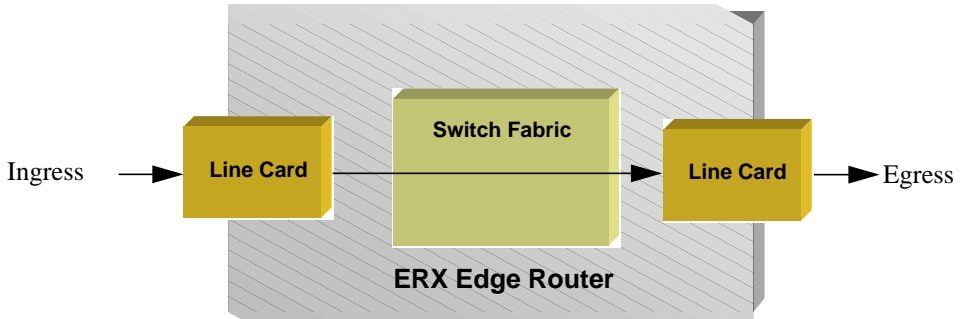 Switch Fabric
Ingress
Line Card
Line Card
Egress
ERX Edge Router